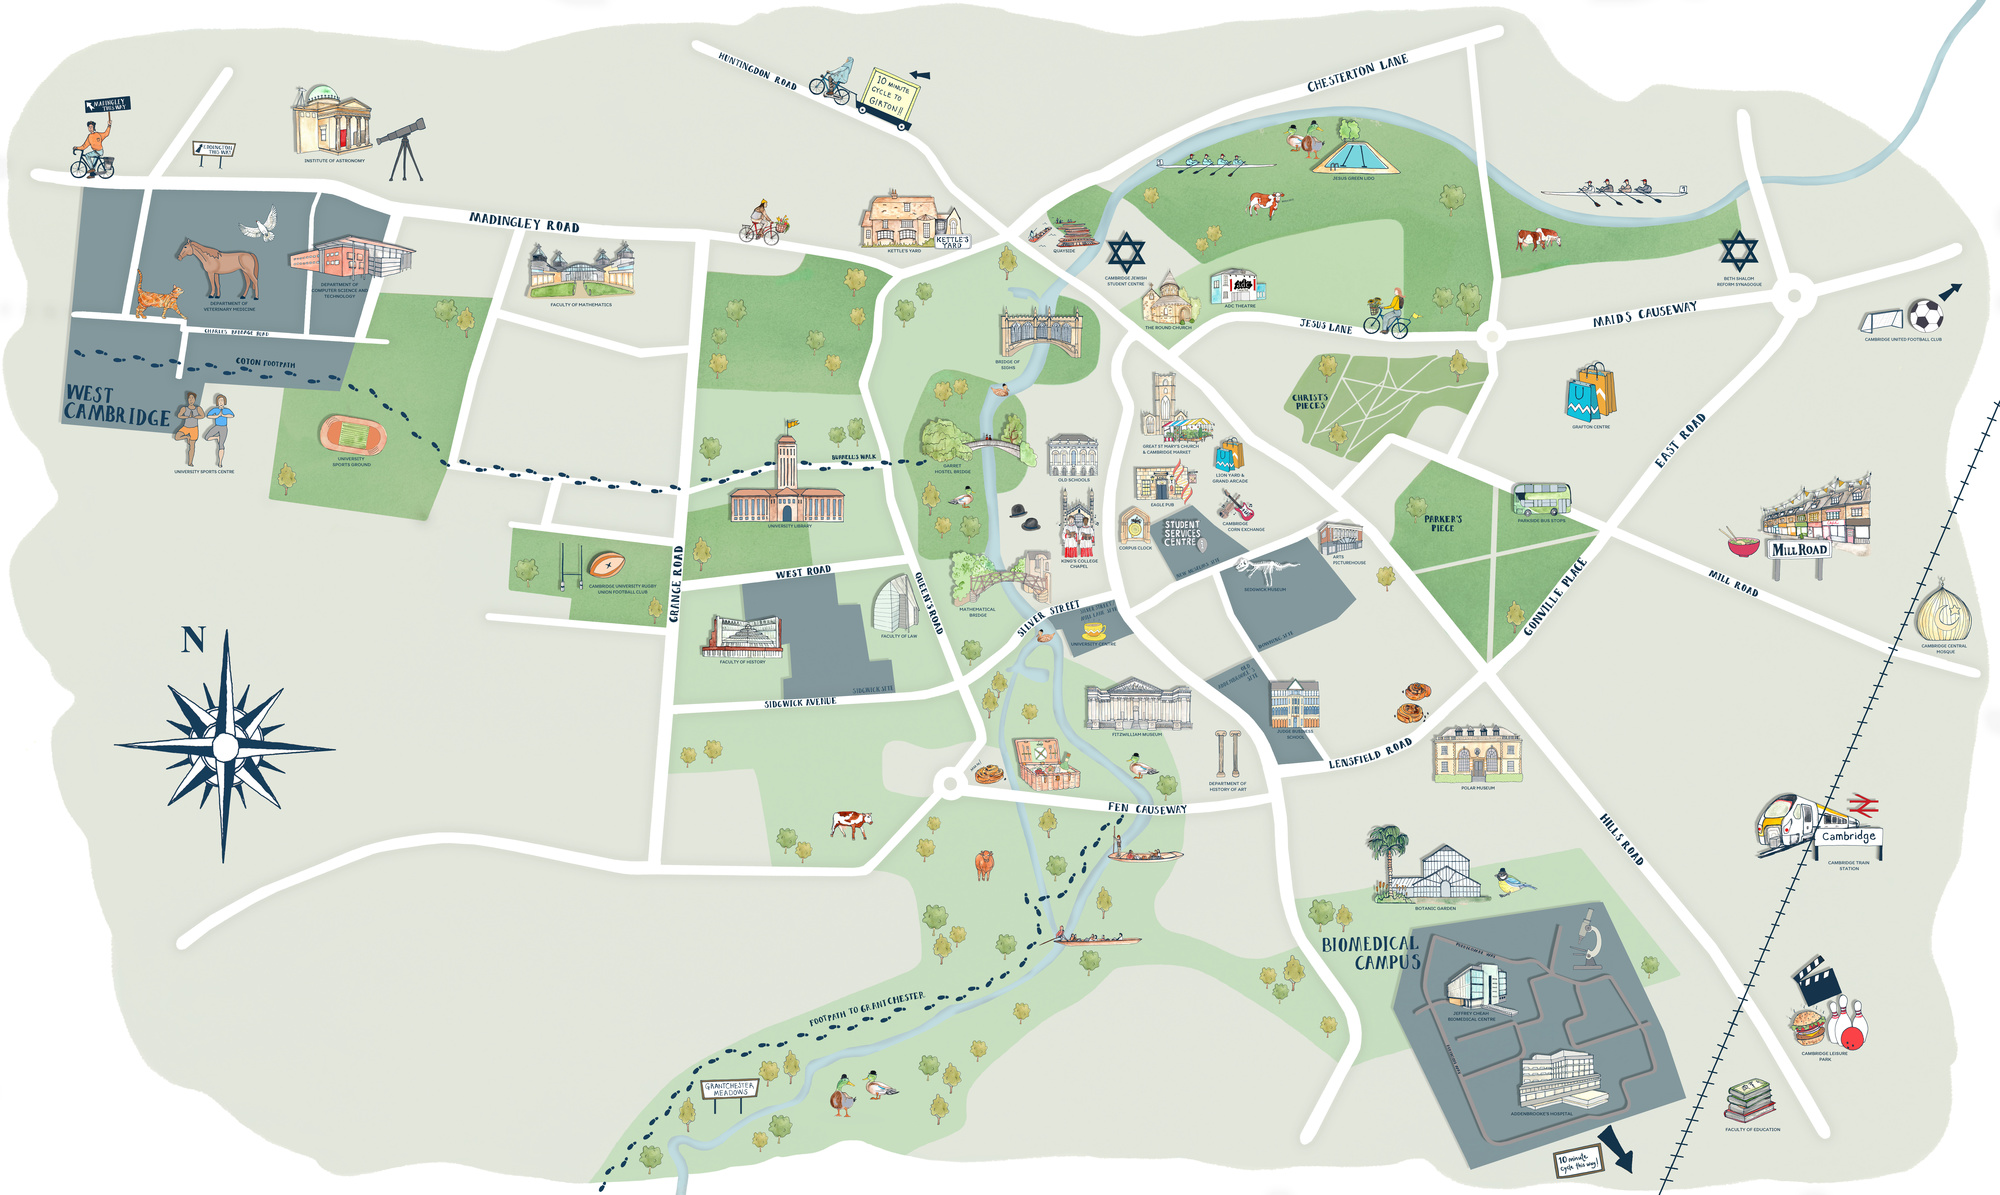 HUNTINGDON ROAD
10 MINUTE
CYCLE TO
GIRTON!!
CHESTERTON LANE
MADINGLEY
THIS WAY
EDDINGTON
THIS WAY
INSTITUTE OF ASTRONOMY
MADINGLEY ROAD
KETTLE'S YARD
KETTLE'S
YARD
QUAYSIDE
JESUS GREEN LIDO
CAMBRIDGE JEWISH
STUDENT CENTRE
BETH SHALOM
REFORM SYNAGOGUE
DEPARTMENT OF
VETERINARY MEDICINE
DEPARTMENT OF
COMPUTER SCIENCE AND
TECHNOLOGY
FACULTY OF MATHEMATICS
CHARLES BABBAGE ROAD
COTON FOOTPATH
WEST
CAMBRIDGE
UNIVERSITY SPORTS CENTRE
UNIVERSITY
SPORTS GROUND
THE ROUND CHURCH
ADC THEATRE
JESUS LANE
MAIDS CAUSEWAY
CAMBRIDGE UNITED FOOTBALL CLUB
BRIDGE OF
SIGHS
CHRIST'S
PIECES
GRAFTON CENTRE
EAST ROAD
BURRELL'S WALK
UNIVERSITY LIBRARY
GARRET
HOSTEL BRIDGE
OLD SCHOOLS
GREAT ST MARY'S CHURCH
& CAMBRIDGE MARKET
LION YARD &
GRAND ARCADE
EAGLE PUB
CAMBRIDGE
CORN EXCHANGE
CORPUS CLOCK
STUDENT
SERVICES
CENTRE
NEW MUSEUMS SITE
KING'S COLLEGE
CHAPEL
ARTS
PICTUREHOUSE
PARKER'S
PIECE
PARKSIDE BUS STOPS
MILL ROAD
MILL ROAD
CAMBRIDGE CENTRAL
MOSQUE
CAMBRIDGE UNIVERSITY RUGBY
UNION FOOTBALL CLUB
GRANGE ROAD
WEST ROAD
QUEEN'S ROAD
FACULTY OF LAW
FACULTY OF HISTORY
SIDGWICK SITE
SIDGWICK AVENUE
MATHEMATICAL
BRIDGE
SILVER STREET
UNIVERSITY CENTRE
SEDGWICK MUSEUM
DOWNING SITE
GONVILLE PLACE
N
FITZWILLIAM MUSEUM
JUDGE BUSINESS
SCHOOL
DEPARTMENT OF
HISTORY OF ART
LENSFIELD ROAD
POLAR MUSEUM
FEN CAUSEWAY
HILLS ROAD
Cambridge
CAMBRIDGE TRAIN
STATION
BOTANIC GARDEN
BIOMEDICAL
CAMPUS
JEFFREY CHEAH
BIOMEDICAL CENTRE
ADDENBROOKE'S HOSPITAL
FOOTPATH TO GRANTCHESTER
GRANTCHESTER
MEADOWS
CAMBRIDGE LEISURE
PARK
FACULTY OF EDUCATION
10 minute
cycle this way!